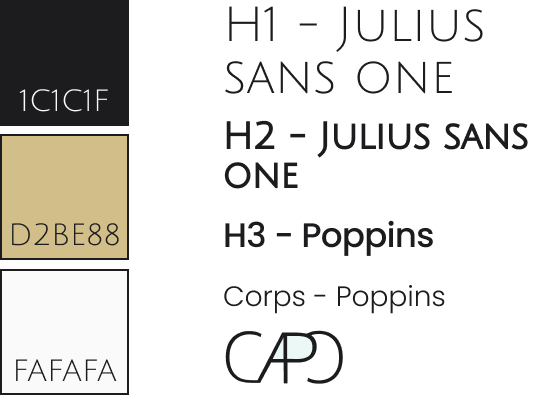 1C1C1F
D2BE88
FAFAFA
H1 - Julius
sans one
H2 - Julius sans
one
H3 - Poppins
Corps - Poppins
CAPO